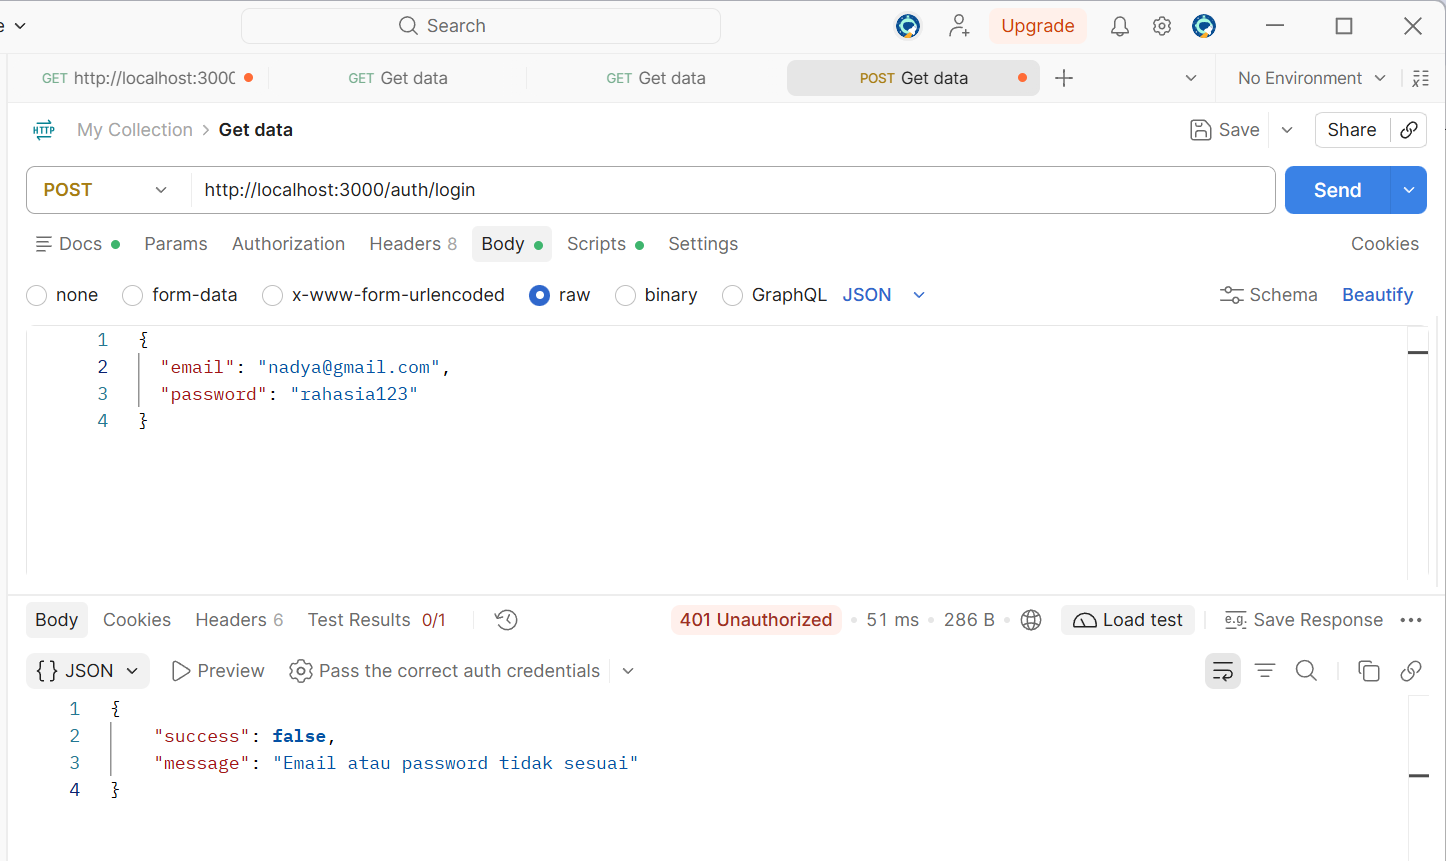 e
Search
Upgrade
GET http://localhost:3000
GET Get data
GET Get data
POST Get data
No Environment
HTTP My Collection > Get data
Save
Share
POST
http://localhost:3000/auth/login
Send
Docs Params Authorization Headers 8 Body Scripts Settings
Cookies
none form-data x-www-form-urlencoded raw binary GraphQL JSON
Schema
Beautify
1 {
2 "email": "nadya@gmail.com",
3 "password": "rahasia123"
4 }
Body Cookies Headers 6 Test Results 0/1
401 Unauthorized • 51 ms • 286 B •
Load test
e.g. Save Response
{} JSON
Preview
Pass the correct auth credentials
1 {
2 "success": false,
3 "message": "Email atau password tidak sesuai"
4 }